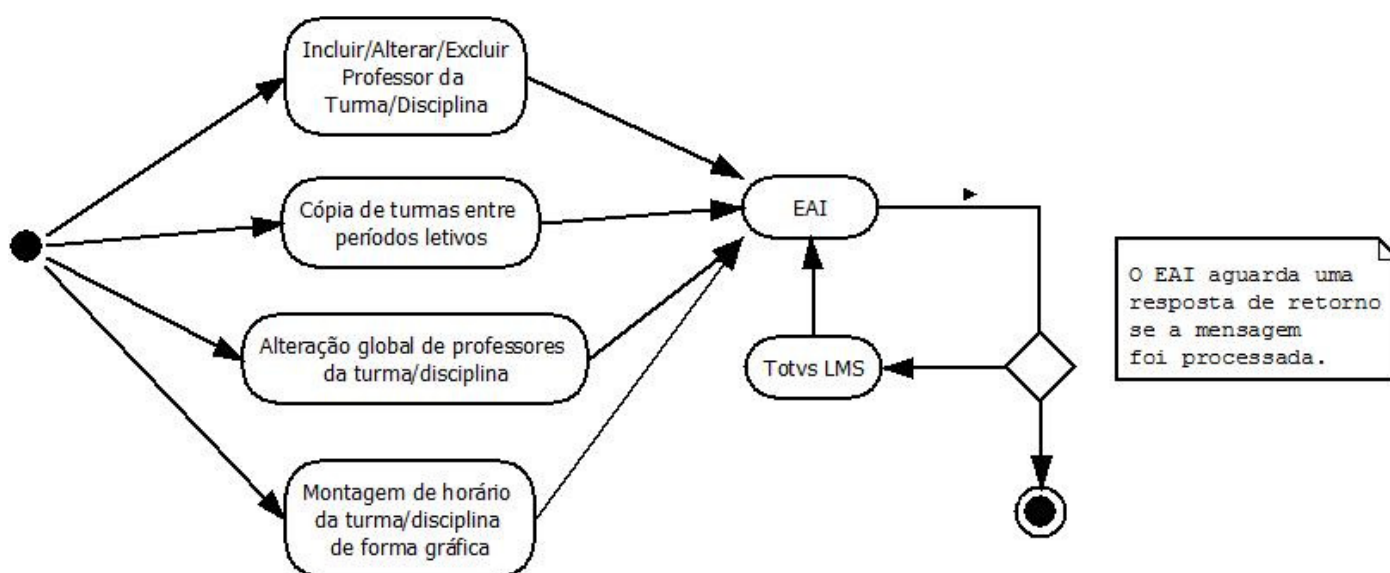 Incluir/Alterar/Excluir
Professor da
Turma/Disciplina
Cópia de turmas entre
períodos letivos
Alteração global de professores
da turma/disciplina
Montagem de horário
da turma/disciplina
de forma gráfica
EAI
Totvs LMS
O EAI aguarda uma
resposta de retorno
se a mensagem
foi processada.